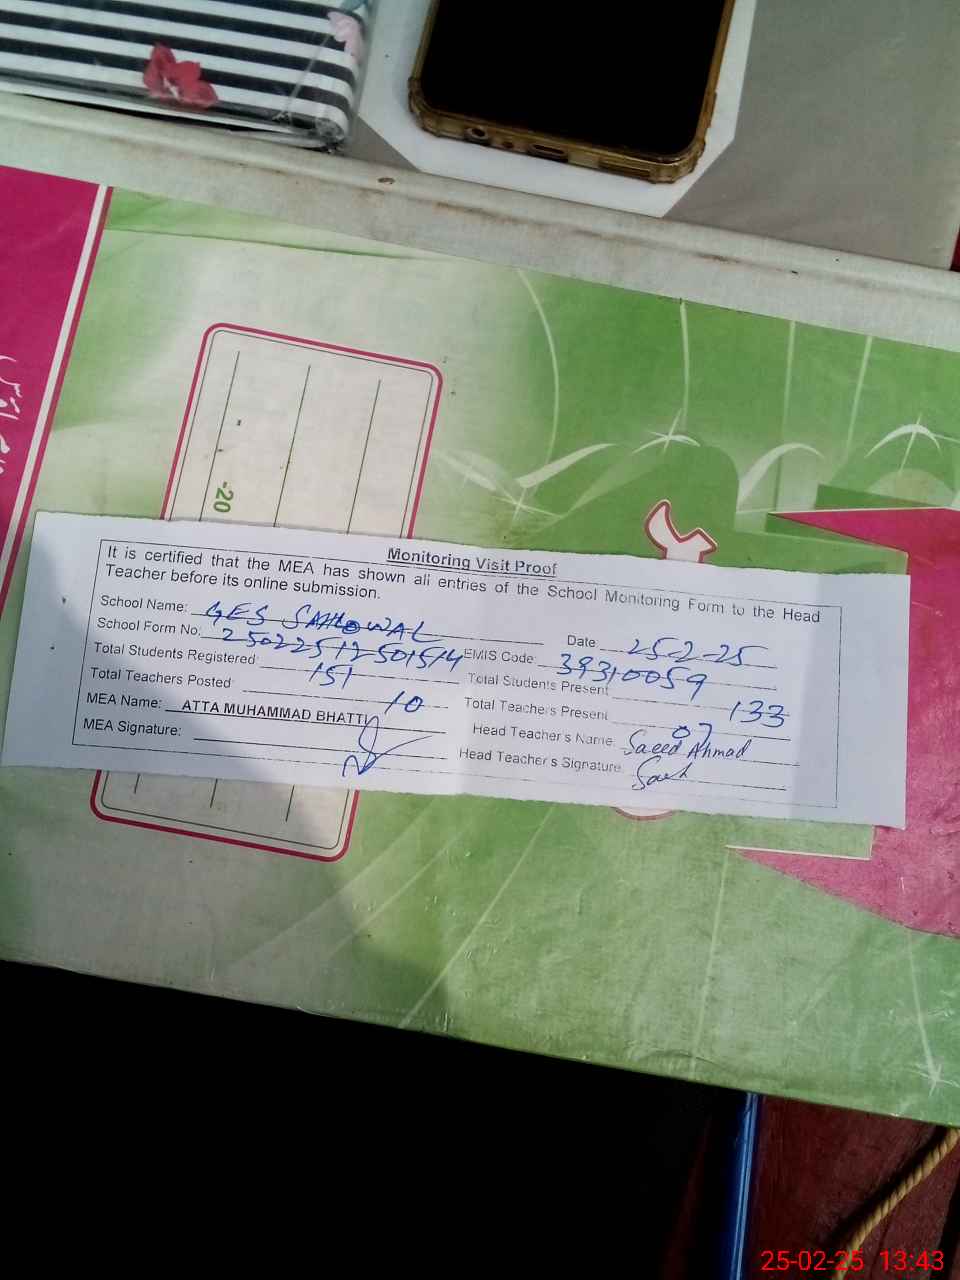 -20
Monitoring Visit Proof
It is certified that the MEA has shown all entries of the School Monitoring Form to the Head
Teacher before its online submission.
School Name: GES SAHOWAL Date: 25-2-25
School Form No: 25022512501514 EMIS Code: 39310059
Total Students Registered: 151 Total Students Present 133
Total Teachers Posted: 10 Total Teachers Present 07
MEA Name: ATTA MUHAMMAD BHATTI Head Teacher's Name: Saeed Ahmad
MEA Signature: Head Teacher's Signature:
25-02-25 13:43